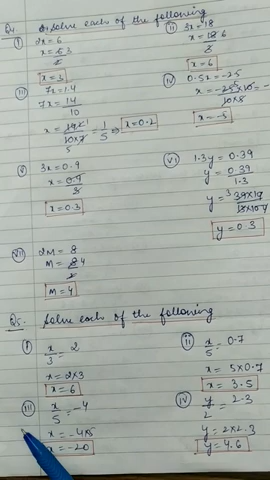 Q4. Solve each of the following
(i) 2x = 6
x = 6 3
2
x = 3
(ii) 3x = 18
x = 18 6
3
x = 6
(iii) 7x = 1.4
7x = 14
10
x = 14 1 = 1 ⇒ x = 0.2
10×7 5
5
(iv) 0.5x = -2.5
x =
10×5
x = -5
(v) 3x = 0.9
x = 0.9
3
x = 0.3
(vi) 1.3y = 0.39
y = 0.39
1.3
y = 3 39×10
y = 0.3
(vii) 2M = 8
M = 8 4
2
M = 4
Q5. Solve each of the following
(i) x = 2
3
x = 2×3
x = 6
(ii) x = 0.7
5
x = 5×0.7
x = 3.5
(iii) x = -4
5
x = -4×5
x = -20
(iv) y = 2.3
2
y = 2×2.3
y = 4.6